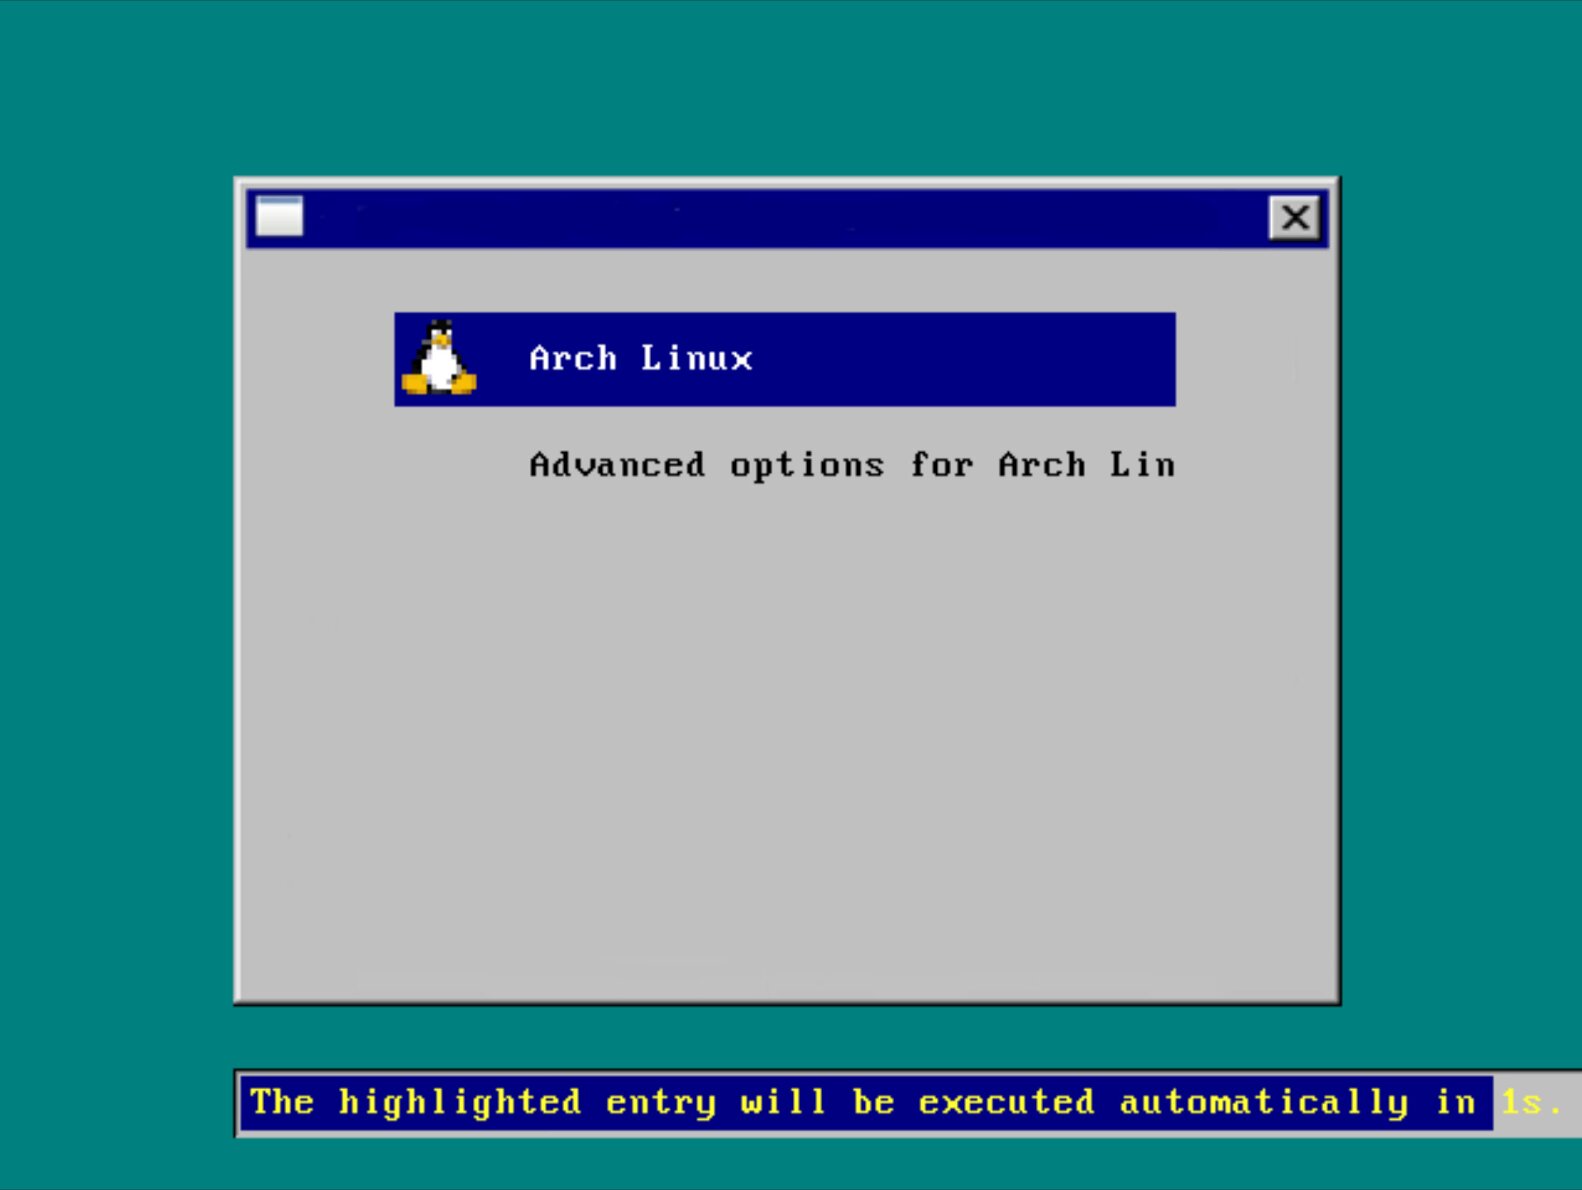 Arch Linux
Advanced options for Arch Lin
The highlighted entry will be executed automatically in 1s.